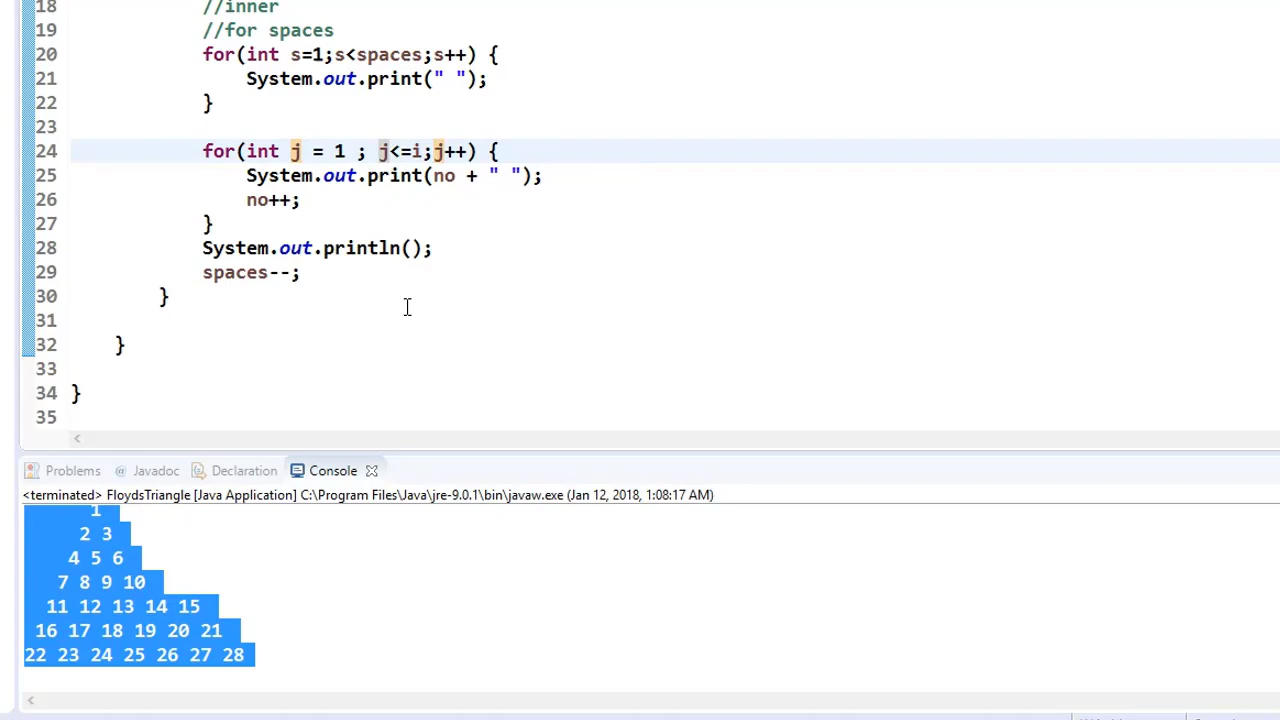 18 //inner
19 //for spaces
20 for(int s=1;s<spaces;s++) {
21 System.out.print(" ");
22 }
23
24 for(int j = 1 ; j<=i;j++) {
25 System.out.print(no + " ");
26 no++;
27 }
28 System.out.println();
29 spaces--;
30 }
31
32 }
33
34 }
35
Problems @ Javadoc Declaration Console
<terminated> FloydsTriangle [Java Application] C:\Program Files\Java\jre-9.0.1\bin\javaw.exe (Jan 12, 2018, 1:08:17 AM)
1
2 3
4 5 6
7 8 9 10
11 12 13 14 15
16 17 18 19 20 21
22 23 24 25 26 27 28